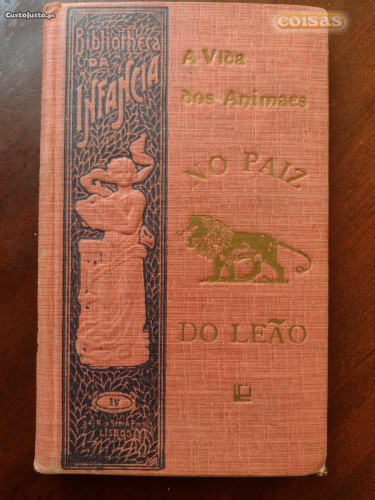 CustoJusto.pt
coisas
Bibliotheca
DA
INFANCIA
A Vida
dos Animaes
NO PAIZ
DO LEÃO
IV
LISBOA